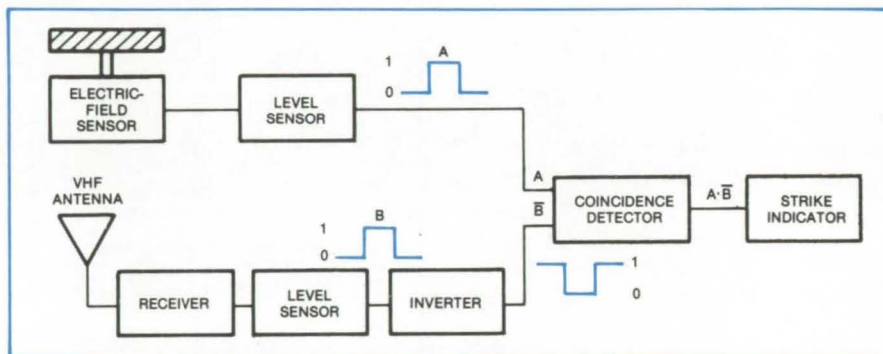 1
0
A
ELECTRIC-
FIELD
SENSOR
LEVEL
SENSOR
VHF
ANTENNA
A
B̅
COINCIDENCE
DETECTOR
A·B̅
STRIKE
INDICATOR
1
0
B
1
0
RECEIVER
LEVEL
SENSOR
INVERTER